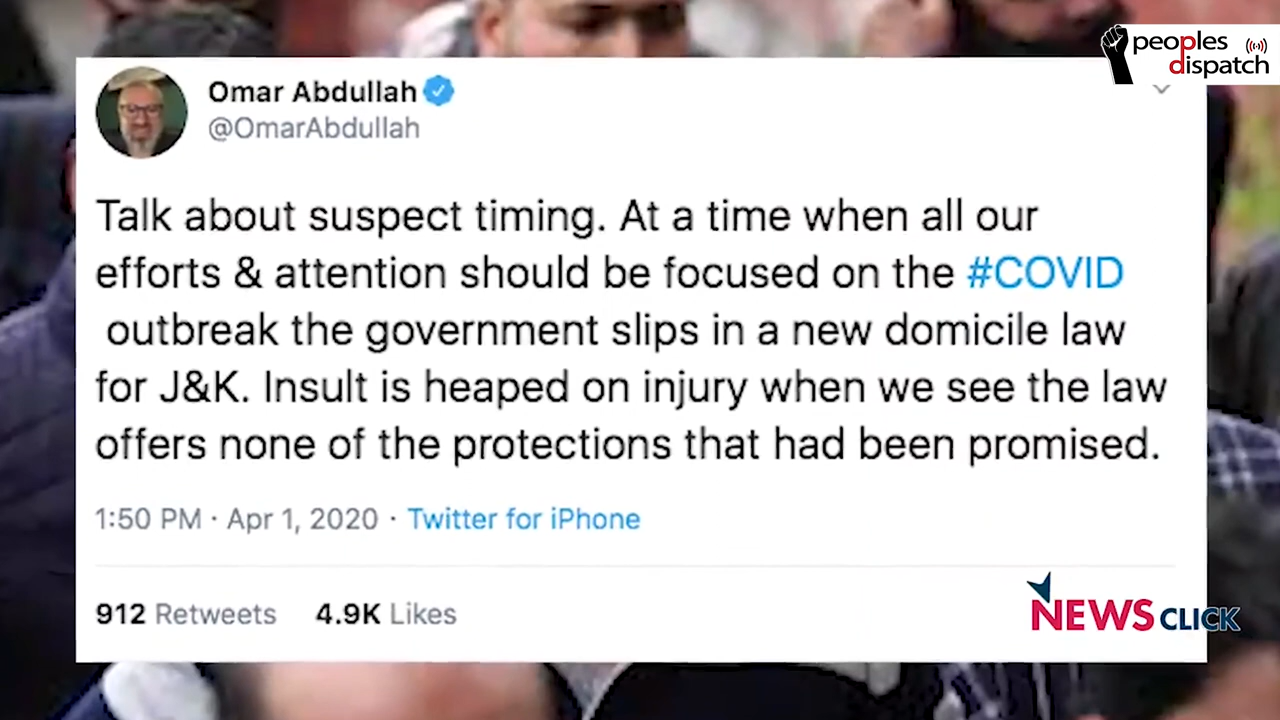 peoples
dispatch
Omar Abdullah
@OmarAbdullah
Talk about suspect timing. At a time when all our
efforts & attention should be focused on the #COVID
outbreak the government slips in a new domicile law
for J&K. Insult is heaped on injury when we see the law
offers none of the protections that had been promised.
1:50 PM · Apr 1, 2020 · Twitter for iPhone
912 Retweets 4.9K Likes
NEWS CLICK